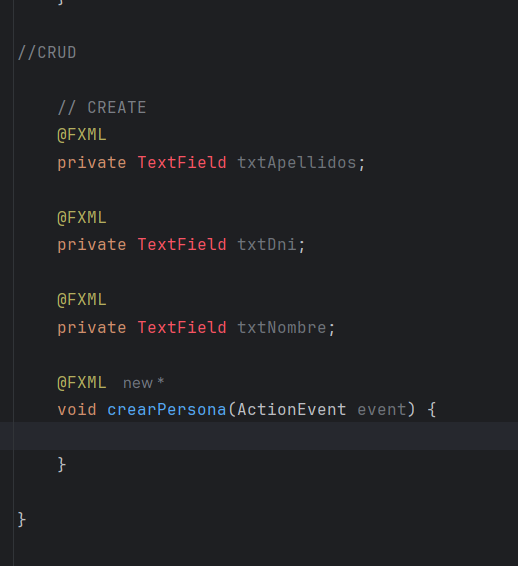 }
//CRUD
// CREATE
@FXML
private TextField txtApellidos;
@FXML
private TextField txtDni;
@FXML
private TextField txtNombre;
@FXML new *
void crearPersona(ActionEvent event) {
}
}